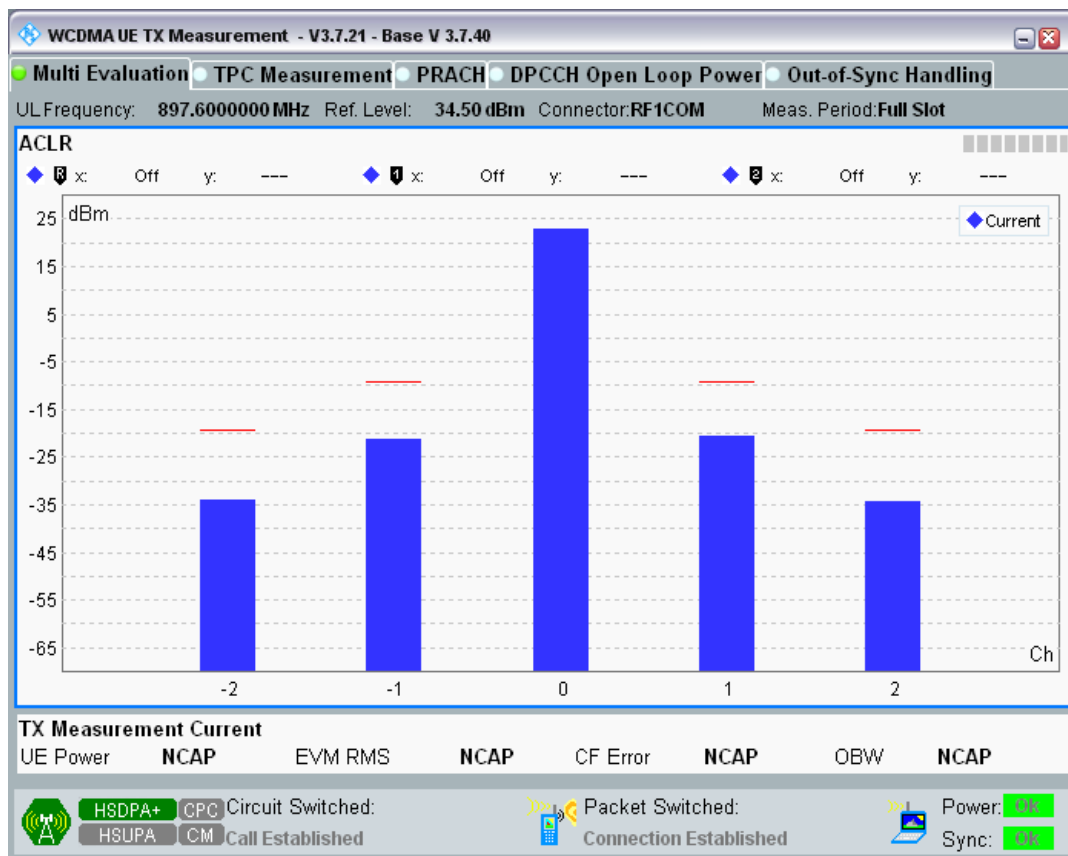 WCDMA UE TX Measurement - V3.7.21 - Base V 3.7.40
Multi Evaluation TPC Measurement PRACH DPCCH Open Loop Power Out-of-Sync Handling
UL Frequency: 897.6000000 MHz Ref. Level: 34.50 dBm Connector:RF1COM Meas. Period:Full Slot
ACLR
R x: Off y: --- 1 x: Off y: --- 2 x: Off y: ---
dBm
Current
25
15
5
-5
-15
-25
-35
-45
-55
-65
Ch
-2 -1 0 1 2
TX Measurement Current
UE Power NCAP EVM RMS NCAP CF Error NCAP OBW NCAP
HSDPA+ CPC Circuit Switched: Packet Switched: Power: OK
HSUPA CM Call Established Connection Established Sync: OK